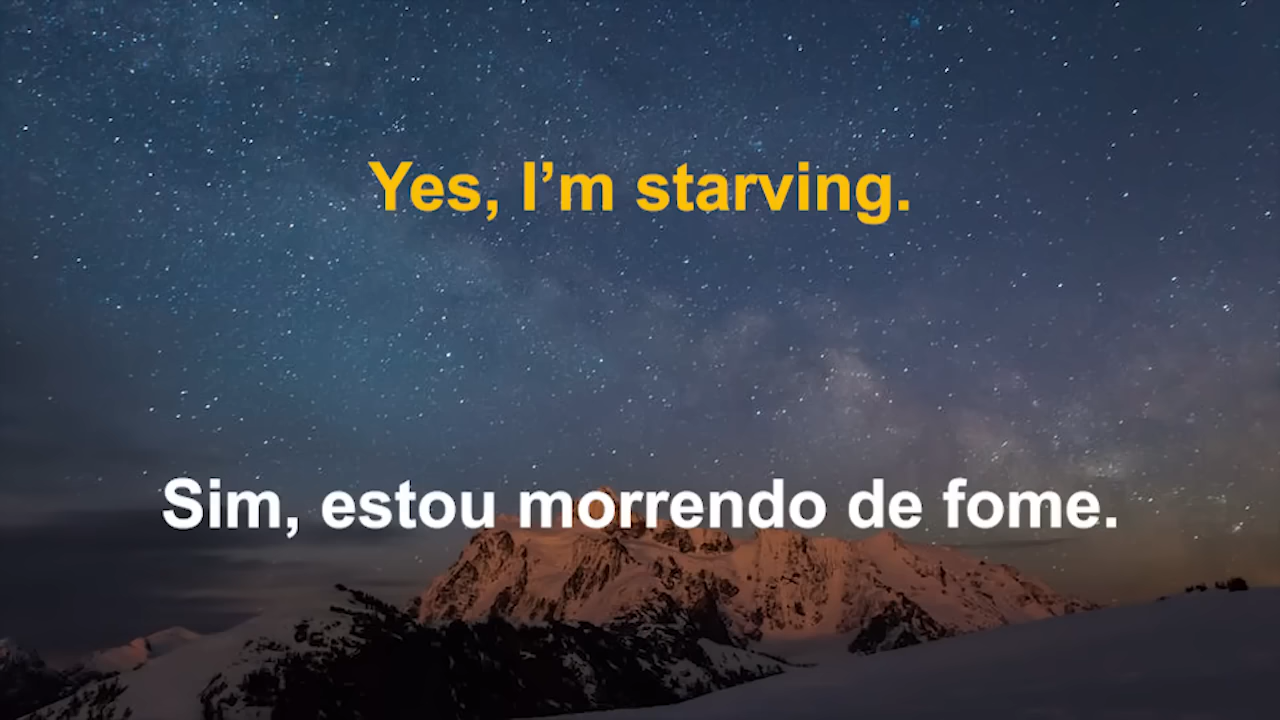 Yes, I’m starving.
Sim, estou morrendo de fome.